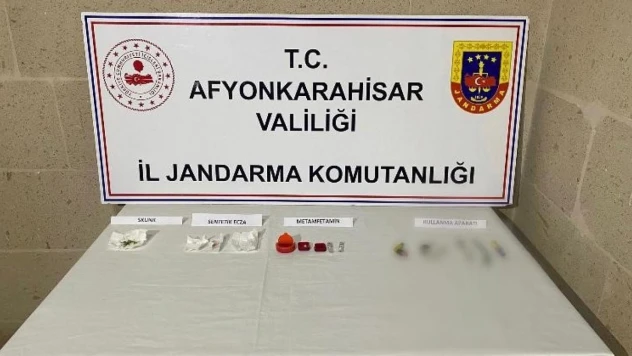 T.C.
AFYONKARAHİSAR
VALİLİĞİ
İL JANDARMA KOMUTANLIĞI
JANDARMA
SKUNK
SENTETİK ECZA
METAMFETAMİN
KULLANMA APARATI